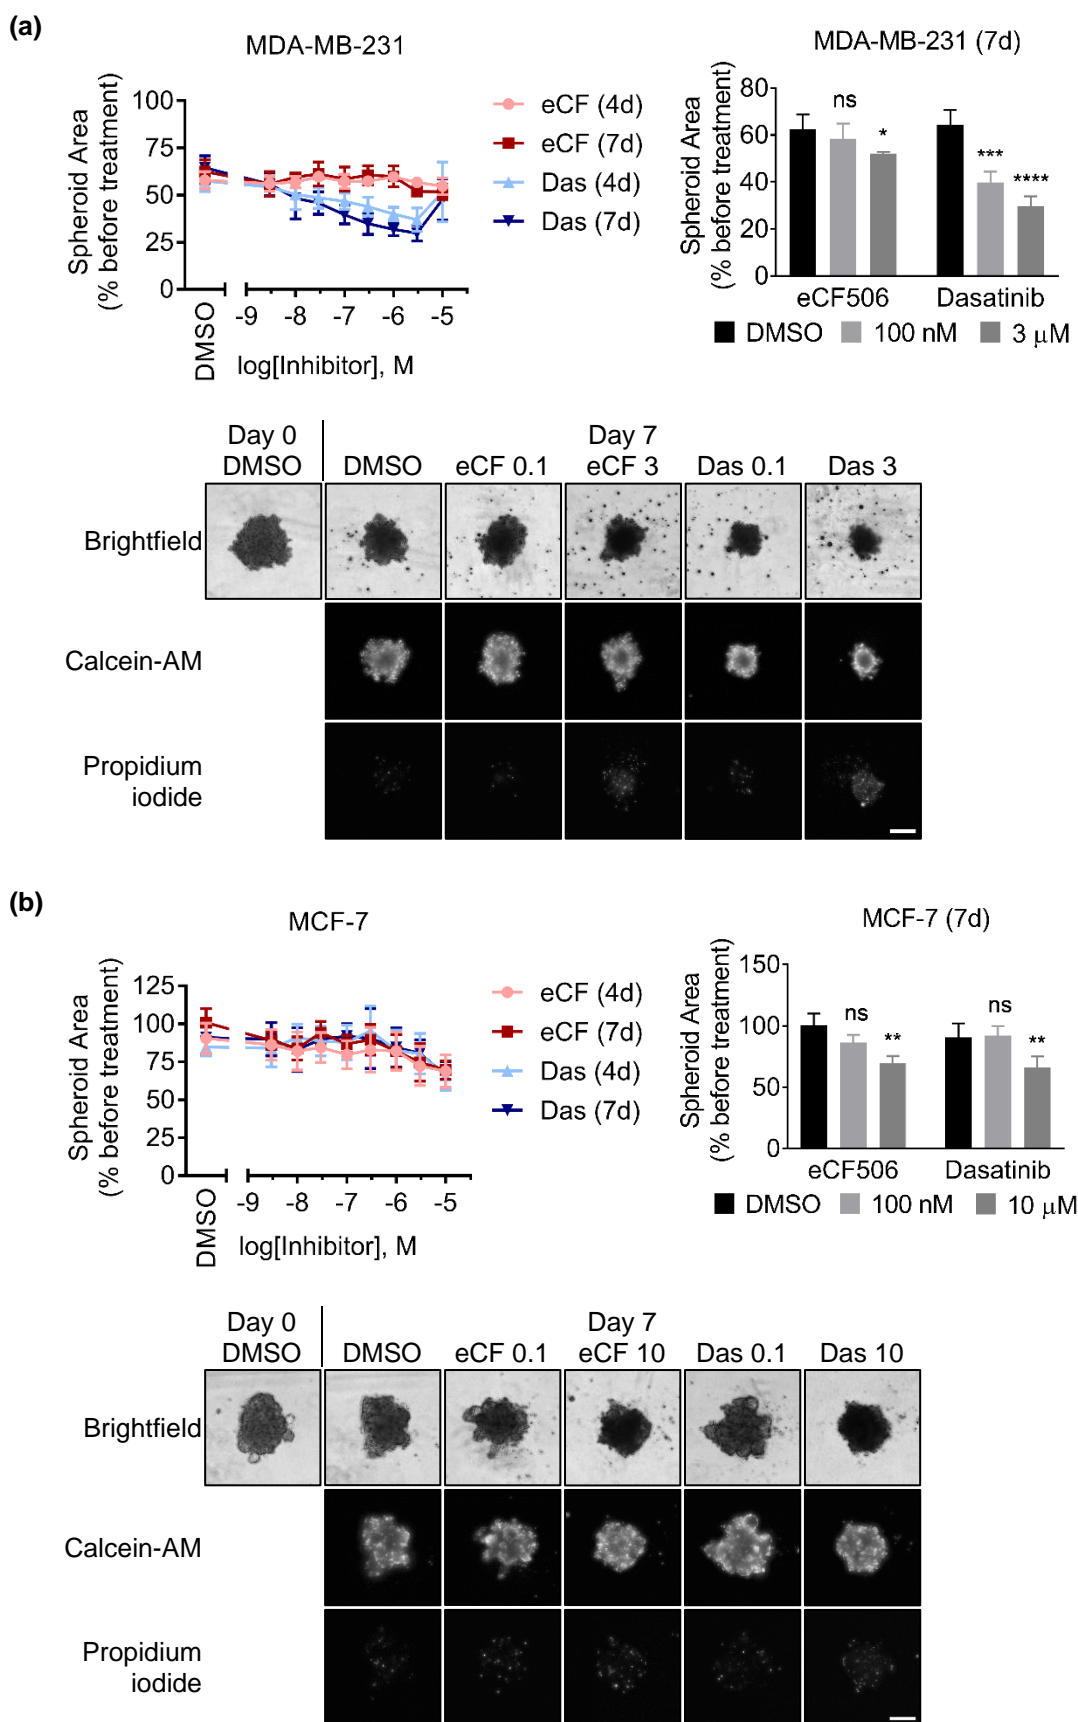 (a)
MDA-MB-231
Spheroid Area
(% before treatment)
100
75
50
25
0
DMSO
-9 -8 -7 -6 -5
log[Inhibitor], M
eCF (4d)
eCF (7d)
Das (4d)
Das (7d)
MDA-MB-231 (7d)
Spheroid Area
(% before treatment)
80
60
40
20
0
ns
*
***
****
eCF506 Dasatinib
DMSO 100 nM 3 μM
Day 0 Day 7
DMSO DMSO eCF 0.1 eCF 3 Das 0.1 Das 3
Brightfield
Calcein-AM
Propidium
iodide
(b)
MCF-7
Spheroid Area
(% before treatment)
125
100
75
50
25
0
DMSO
-9 -8 -7 -6 -5
log[Inhibitor], M
eCF (4d)
eCF (7d)
Das (4d)
Das (7d)
MCF-7 (7d)
Spheroid Area
(% before treatment)
150
100
50
0
ns
**
ns
**
eCF506 Dasatinib
DMSO 100 nM 10 μM
Day 0 Day 7
DMSO DMSO eCF 0.1 eCF 10 Das 0.1 Das 10
Brightfield
Calcein-AM
Propidium
iodide